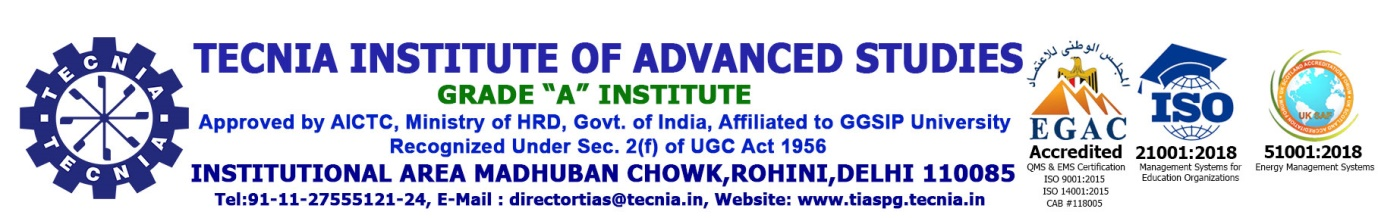 TECNIA
TECNIA
TECNIA INSTITUTE OF ADVANCED STUDIES
GRADE “A” INSTITUTE
Approved by AICTC, Ministry of HRD, Govt. of India, Affiliated to GGSIP University
Recognized Under Sec. 2(f) of UGC Act 1956
INSTITUTIONAL AREA MADHUBAN CHOWK,ROHINI,DELHI 110085
Tel:91-11-27555121-24, E-Mail : directortias@tecnia.in, Website: www.tiaspg.tecnia.in
المجلس الوطنى للاعتماد
EGAC
Accredited
QMS & EMS Certification
ISO 9001:2015
ISO 14001:2015
CAB #118005
ISO
21001:2018
Management Systems for
Education Organizations
51001:2018
Energy Management Systems